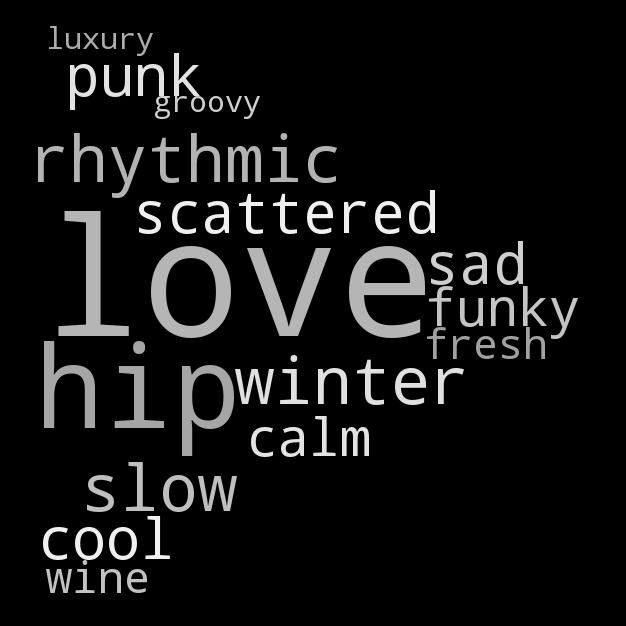 luxury
punk
groovy
rhythmic
scattered
love
sad
funky
fresh
hip
winter
calm
slow
cool
wine